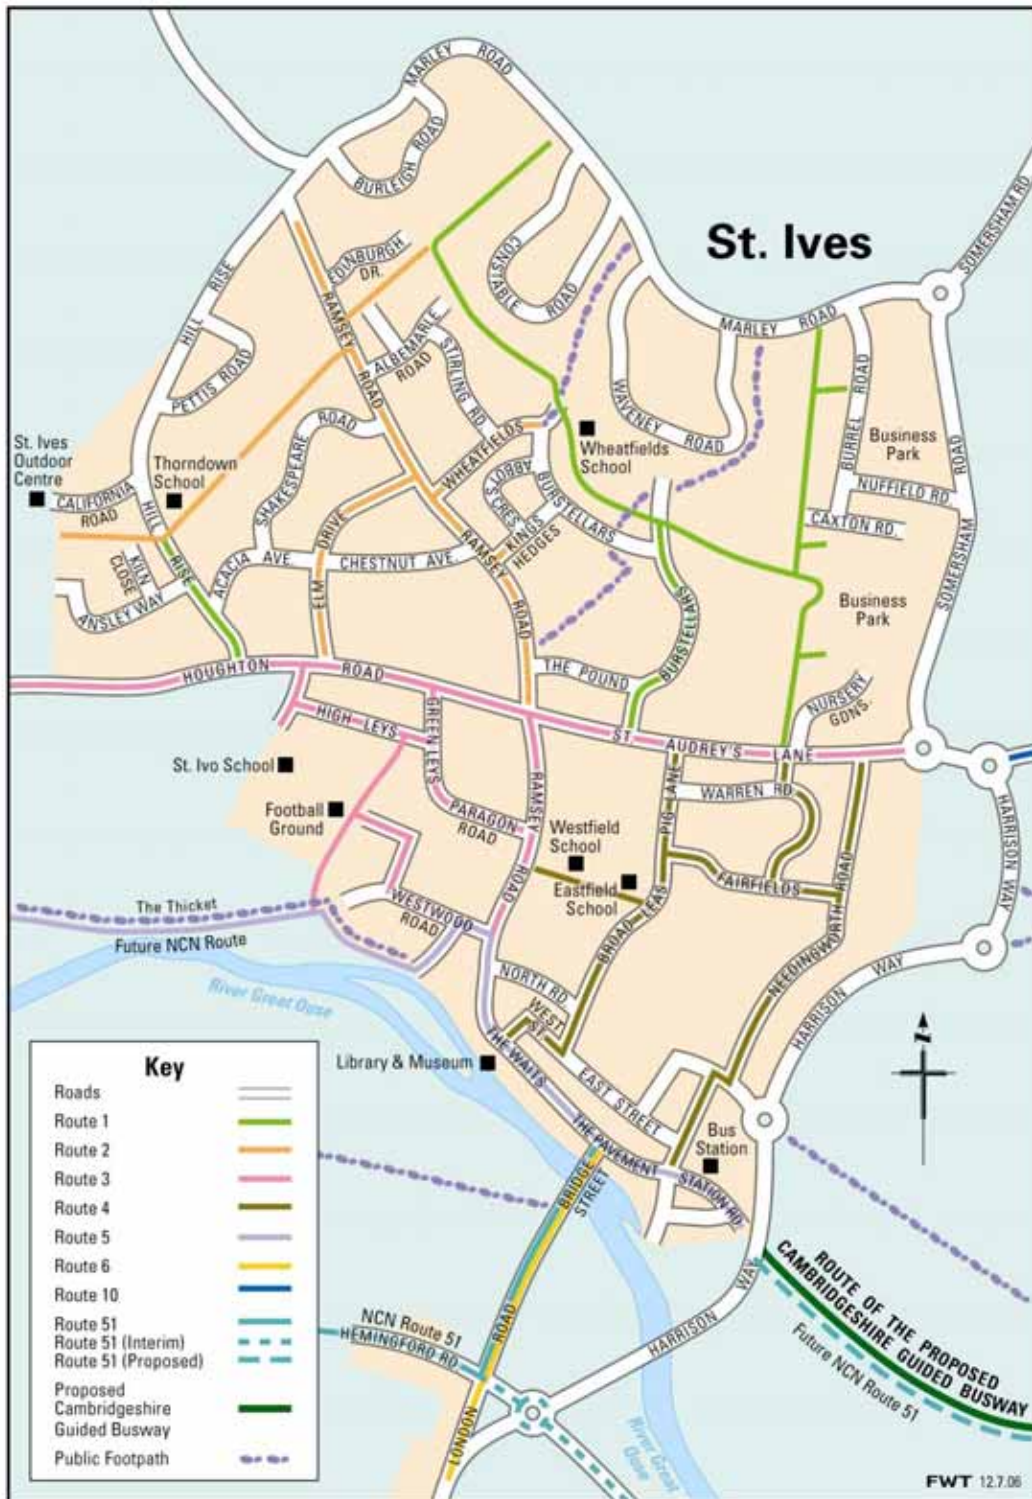 MARLEY ROAD
BURLEIGH ROAD
St. Ives
SOMERSHAM RD
EDINBURGH
DR.
CONSTABLE
ROAD
HILL RISE
RAMSEY
ROAD
MARLEY ROAD
ALBEMARLE
ROAD
STIRLING RD
PETTIS ROAD
WAVENEY ROAD
BURREL ROAD
Business
Park
SOMERSHAM ROAD
St. Ives
Outdoor
Centre
Thorndown
School
SHAKESPEARE ROAD
WHEATFIELDS
Wheatfields
School
ABBOTS
CRES
BURSTELLARS
NUFFIELD RD
CALIFORNIA
ROAD
CAXTON RD.
HILL RISE
KILN
CLOSE
ACACIA AVE
ELM DRIVE
CHESTNUT AVE.
RAMSEY
ROAD
KINGS
HEDGES
ANSLEY WAY
Business
Park
HOUGHTON ROAD
THE POUND
BURSTELLARS
NURSERY
GDNS.
HIGH LEYS
GREEN LEYS
ST AUDREY'S LANE
St. Ivo School
PIG LANE
WARREN RD
HARRISON WAY
Football
Ground
PARAGON
ROAD
RAMSEY
ROAD
Westfield
School
Eastfield
School
FAIRFIELDS
The Thicket
Future NCN Route
WESTWOOD
ROAD
BROAD LEAS
NEEDINGWORTH ROAD
River Great Ouse
NORTH RD
HARRISON WAY
WEST
ST.
Library & Museum
THE WAITS
EAST STREET
Bus
Station
THE PAVEMENT
STATION RD.
BRIDGE
STREET
Key
Roads
Route 1
Route 2
Route 3
Route 4
Route 5
Route 6
Route 10
Route 51
Route 51 (Interim)
Route 51 (Proposed)
Proposed
Cambridgeshire
Guided Busway
Public Footpath
NCN Route 51
HEMINGFORD RD
LONDON ROAD
HARRISON WAY
ROUTE OF THE PROPOSED
CAMBRIDGESHIRE GUIDED BUSWAY
Future NCN Route 51
River Great
Ouse
FWT 12.7.06